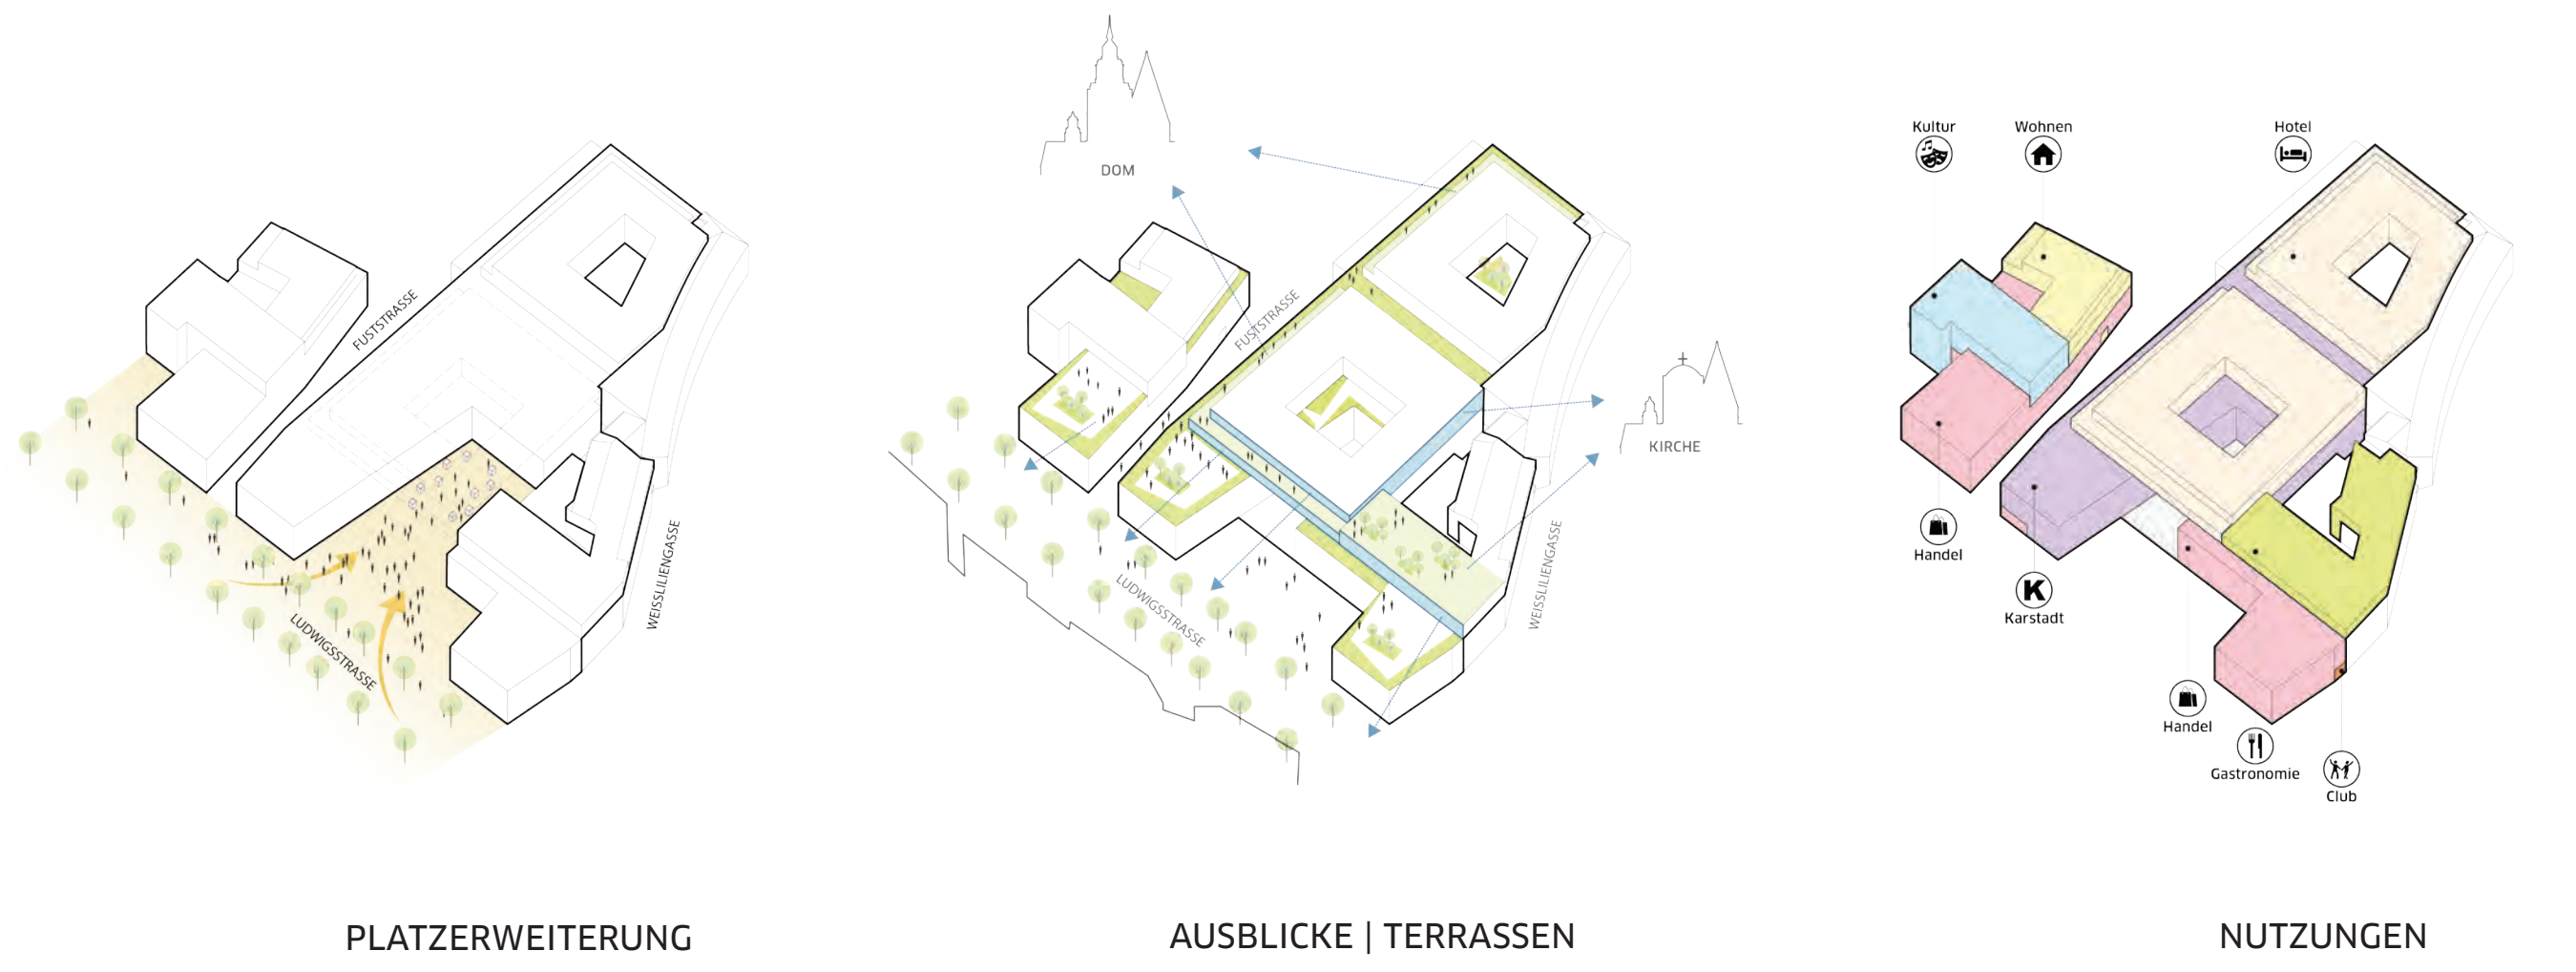 FUSTSTRASSE
LUDWIGSSTRASSE
WEISSLILIENGASSE
PLATZERWEITERUNG
DOM
FUSTSTRASSE
KIRCHE
LUDWIGSSTRASSE
WEISSLILIENGASSE
AUSBLICKE | TERRASSEN
Kultur
Wohnen
Hotel
Handel
K
Karstadt
Handel
Gastronomie
Club
NUTZUNGEN